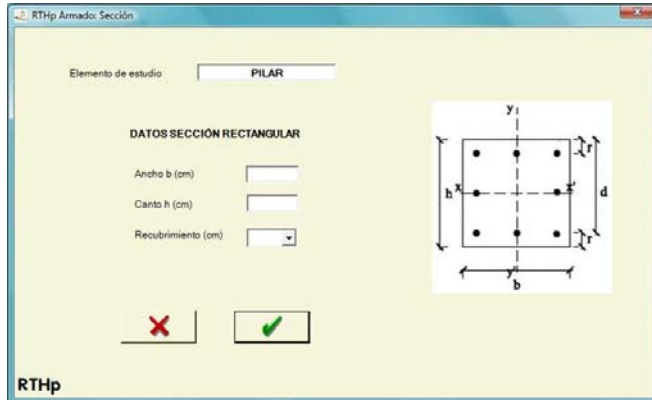 RTHp Armado: Sección
Elemento de estudio PILAR
DATOS SECCIÓN RECTANGULAR
Ancho b (cm)
Canto h (cm)
Recubrimiento (cm)
y
r
h
x
x'
d
r
y'
b
RTHp